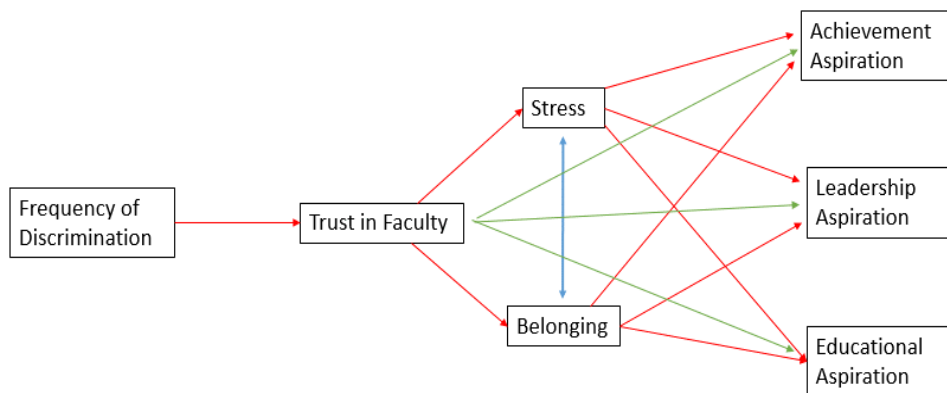 Frequency of
Discrimination
Trust in Faculty
Stress
Belonging
Achievement
Aspiration
Leadership
Aspiration
Educational
Aspiration